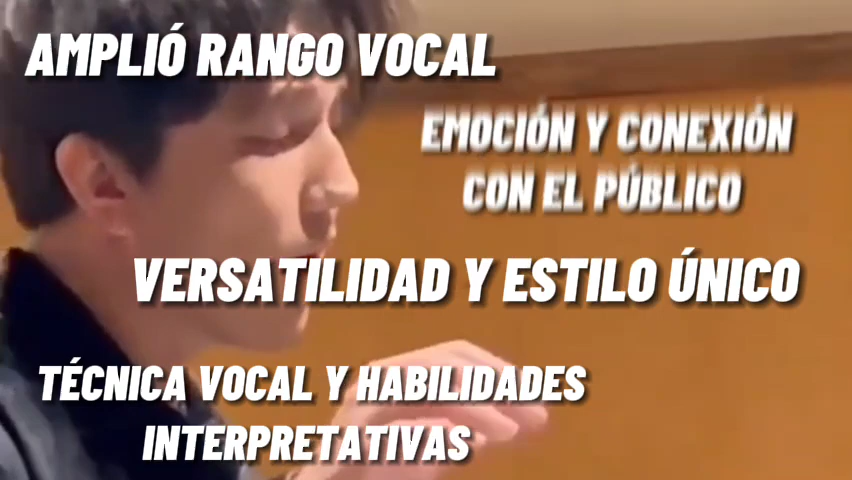 AMPLIÓ RANGO VOCAL
EMOCIÓN Y CONEXIÓN
CON EL PÚBLICO
VERSATILIDAD Y ESTILO ÚNICO
TÉCNICA VOCAL Y HABILIDADES
INTERPRETATIVAS